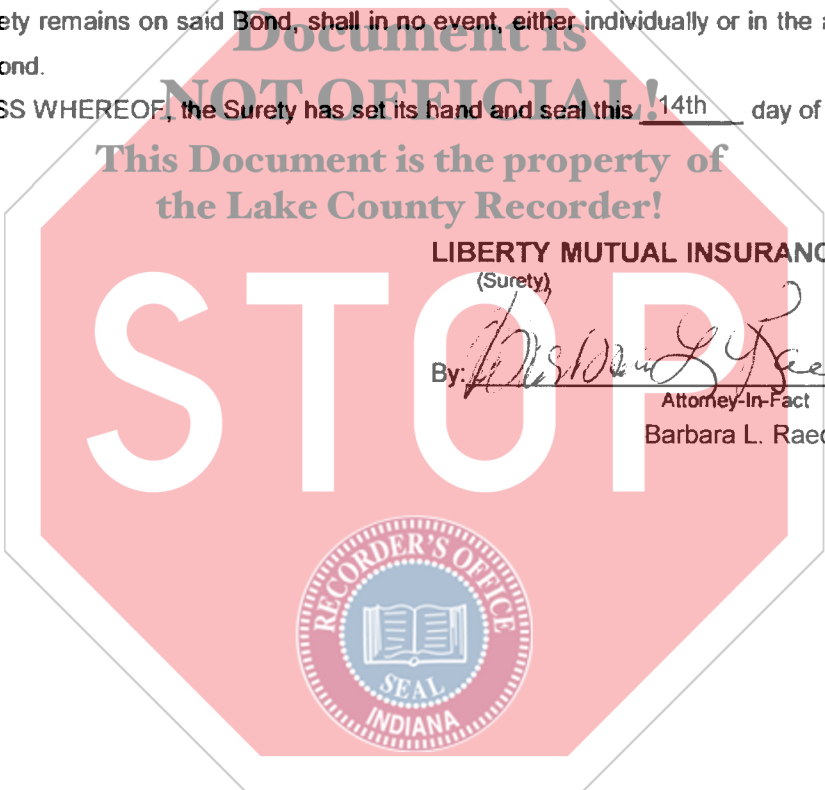 ety remains on said Bond, shall in no event, either individually or in the a
Document is
ond.
NOT OFFICIAL!
SS WHEREOF, the Surety has set its hand and seal this 14th day of
This Document is the property of
the Lake County Recorder!
LIBERTY MUTUAL INSURANC
(Surety)
STOP
By: Barbara L Rae
Attorney-In-Fact
Barbara L. Raed
RECORDER'S OFFICE
SEAL
INDIANA